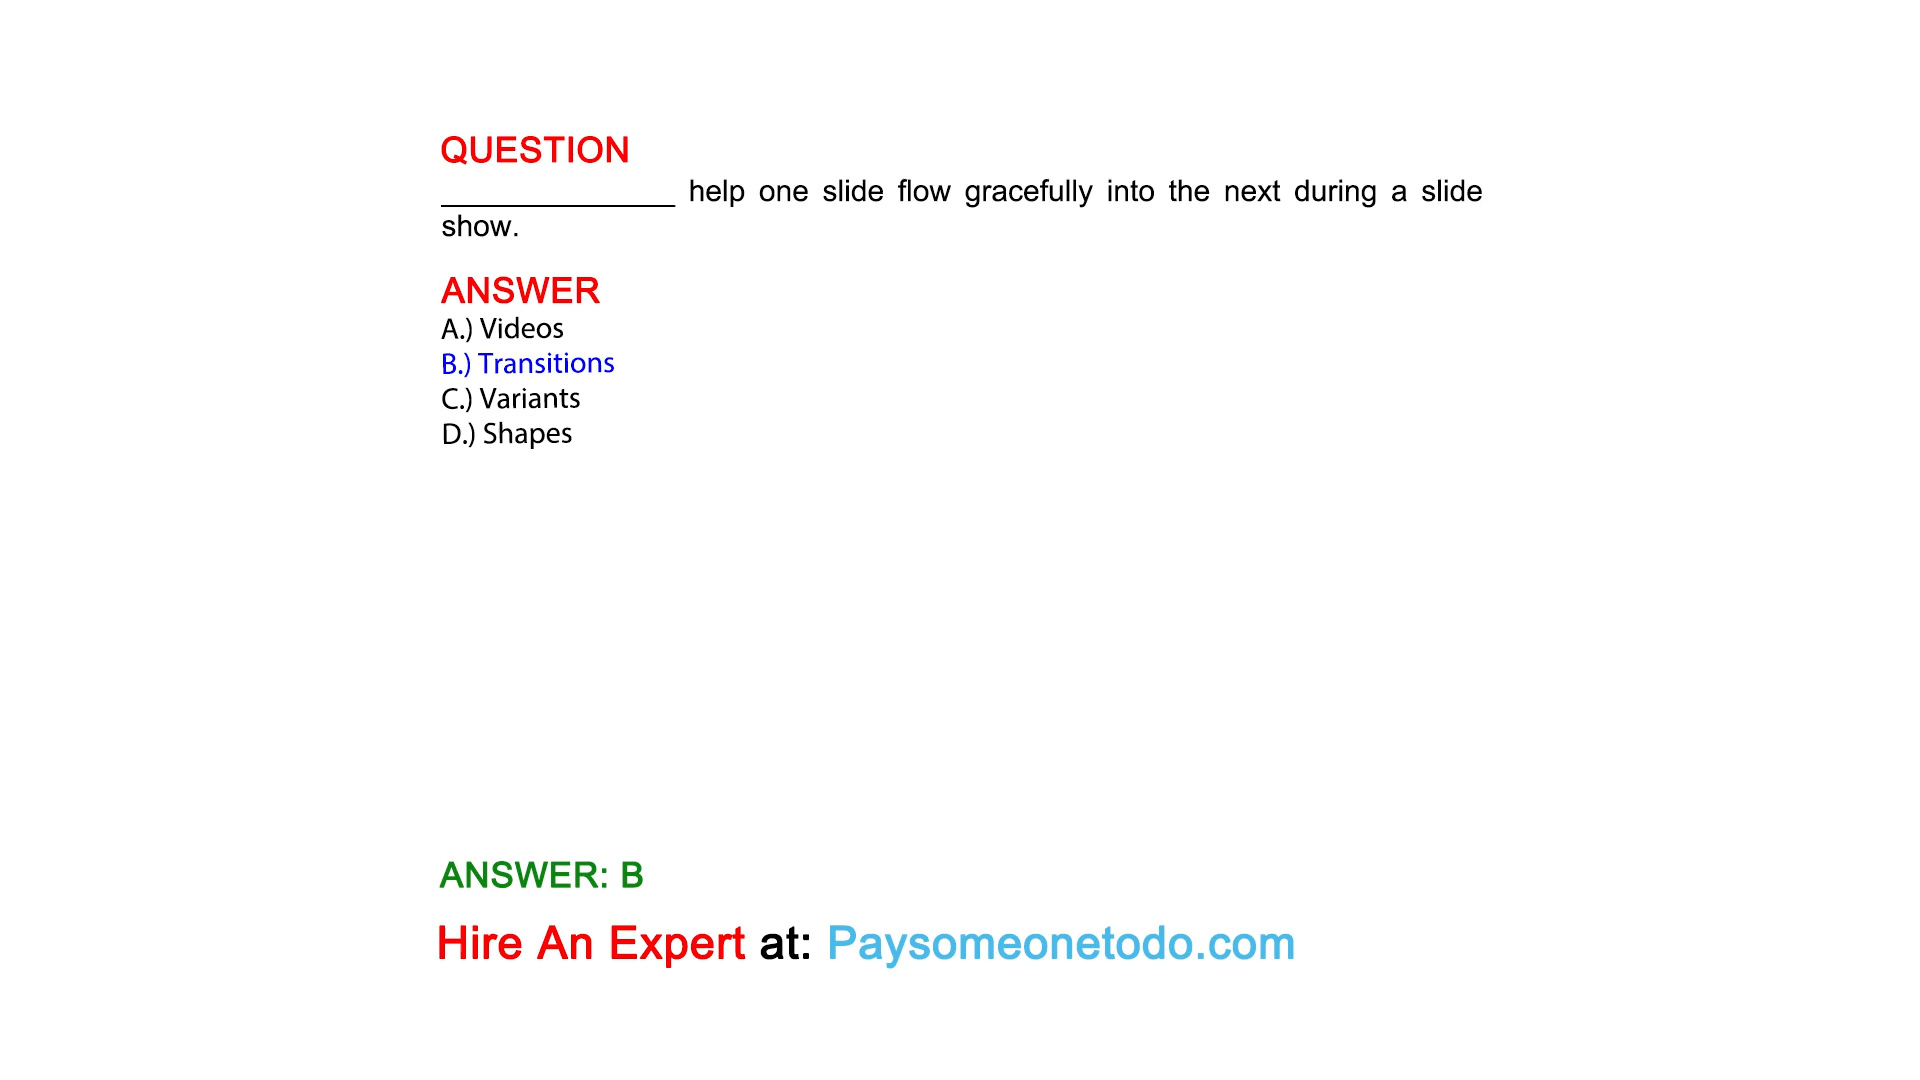 QUESTION
______________ help one slide flow gracefully into the next during a slide
show.
ANSWER
A.) Videos
B.) Transitions
C.) Variants
D.) Shapes
ANSWER: B
Hire An Expert at: Paysomeonetodo.com